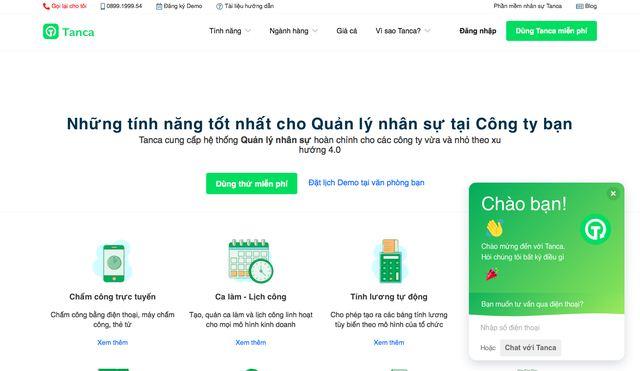 Gọi lại cho tôi
0899.1999.54
Đăng ký Demo
Tài liệu hướng dẫn
Phần mềm nhân sự Tanca
Blog
Tanca
Tính năng
Ngành hàng
Giá cả
Vì sao Tanca?
Đăng nhập
Dùng Tanca miễn phí
Những tính năng tốt nhất cho Quản lý nhân sự tại Công ty bạn
Tanca cung cấp hệ thống Quản lý nhân sự hoàn chỉnh cho các công ty vừa và nhỏ theo xu
hướng 4.0
Dùng thử miễn phí
Đặt lịch Demo tại văn phòng bạn
Chấm công trực tuyến
Chấm công bằng điện thoại, máy chấm
công, thẻ từ
Xem thêm
Ca làm - Lịch công
Tạo, quản ca làm và lịch công linh hoạt
cho mọi mô hình kinh doanh
Xem thêm
Tính lương tự động
Cho phép tạo ra các bảng tính lương
tùy biến theo mô hình của tổ chức
Xem thêm
Chào bạn!
Chào mừng đến với Tanca.
Hỏi chúng tôi bất kỳ điều gì
Bạn muốn tư vấn qua điện thoại?
Nhập số điện thoại
Hoặc
Chat với Tanca